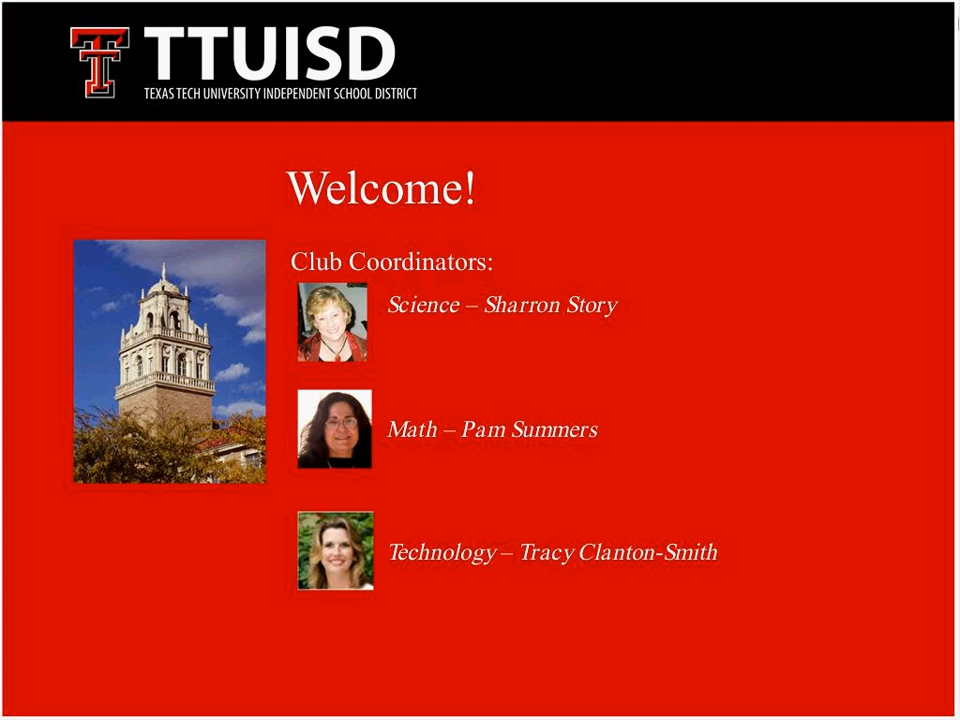 TTUISD
TEXAS TECH UNIVERSITY INDEPENDENT SCHOOL DISTRICT
Welcome!
Club Coordinators:
Science – Sharron Story
Math – Pam Summers
Technology – Tracy Clanton-Smith